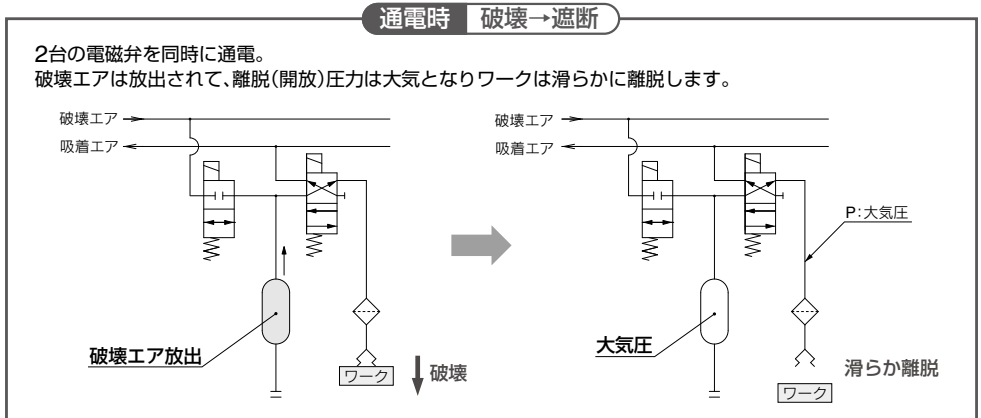 通電時 破壊→遮断
2台の電磁弁を同時に通電。
破壊エアは放出されて、離脱(開放)圧力は大気となりワークは滑らかに離脱します。
破壊エア
吸着エア
破壊エア放出
ワーク
破壊
破壊エア
吸着エア
P:大気圧
大気圧
滑らか離脱
ワーク